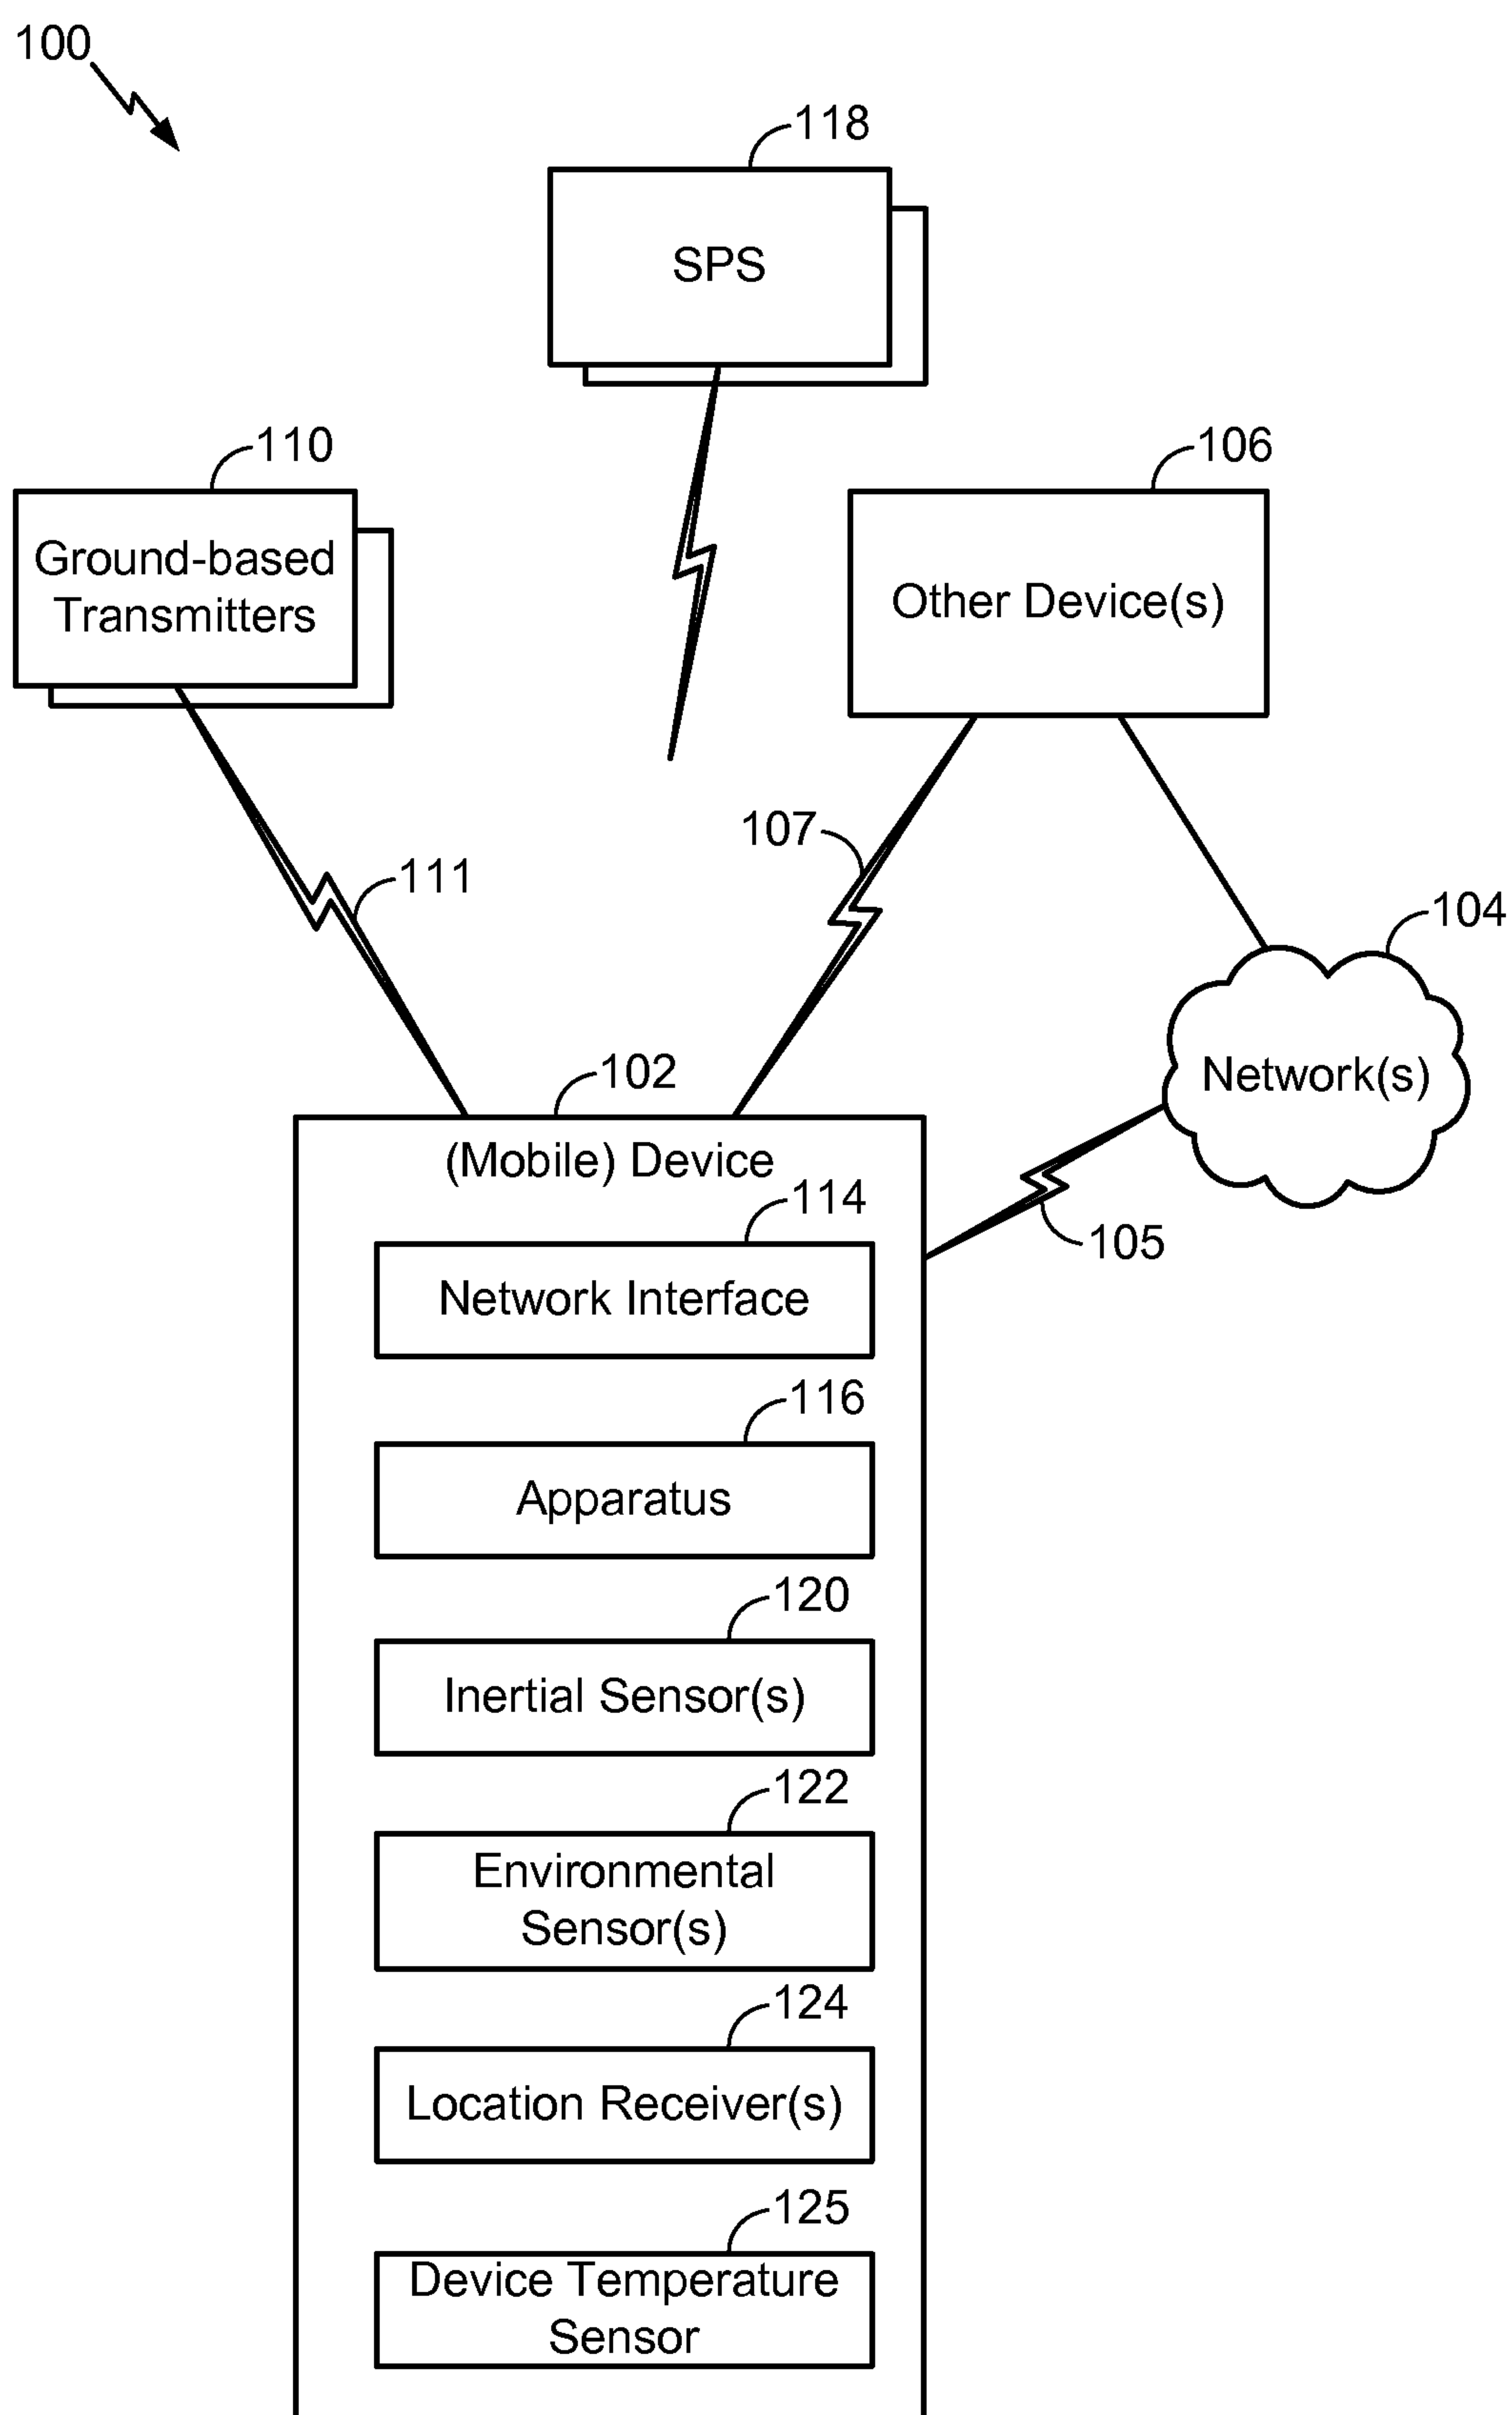 100
118
SPS
110
Ground-based
Transmitters
106
Other Device(s)
107
111
104
Network(s)
105
102
(Mobile) Device
114
Network Interface
116
Apparatus
120
Inertial Sensor(s)
122
Environmental
Sensor(s)
124
Location Receiver(s)
125
Device Temperature
Sensor